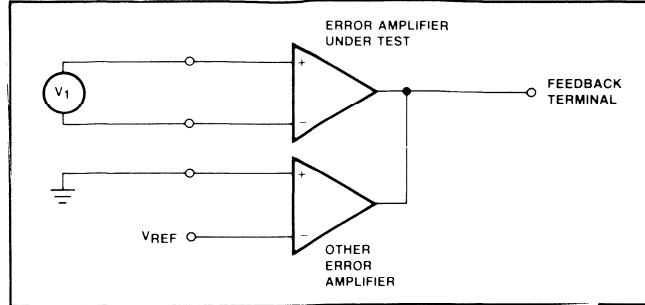 ERROR AMPLIFIER
UNDER TEST
+
V1
−
FEEDBACK
TERMINAL
+
VREF
−
OTHER
ERROR
AMPLIFIER